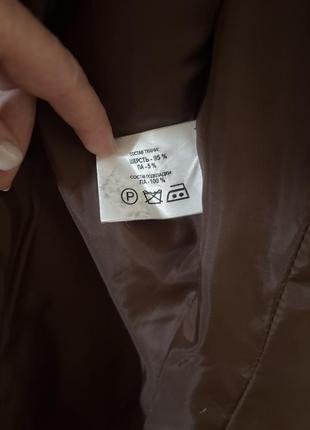 СОСТАВ ТКАНИ:
ШЕРСТЬ - 95 %
ПА - 5 %
СОСТАВ ПОДКЛАДКИ
ПА - 100 %
P